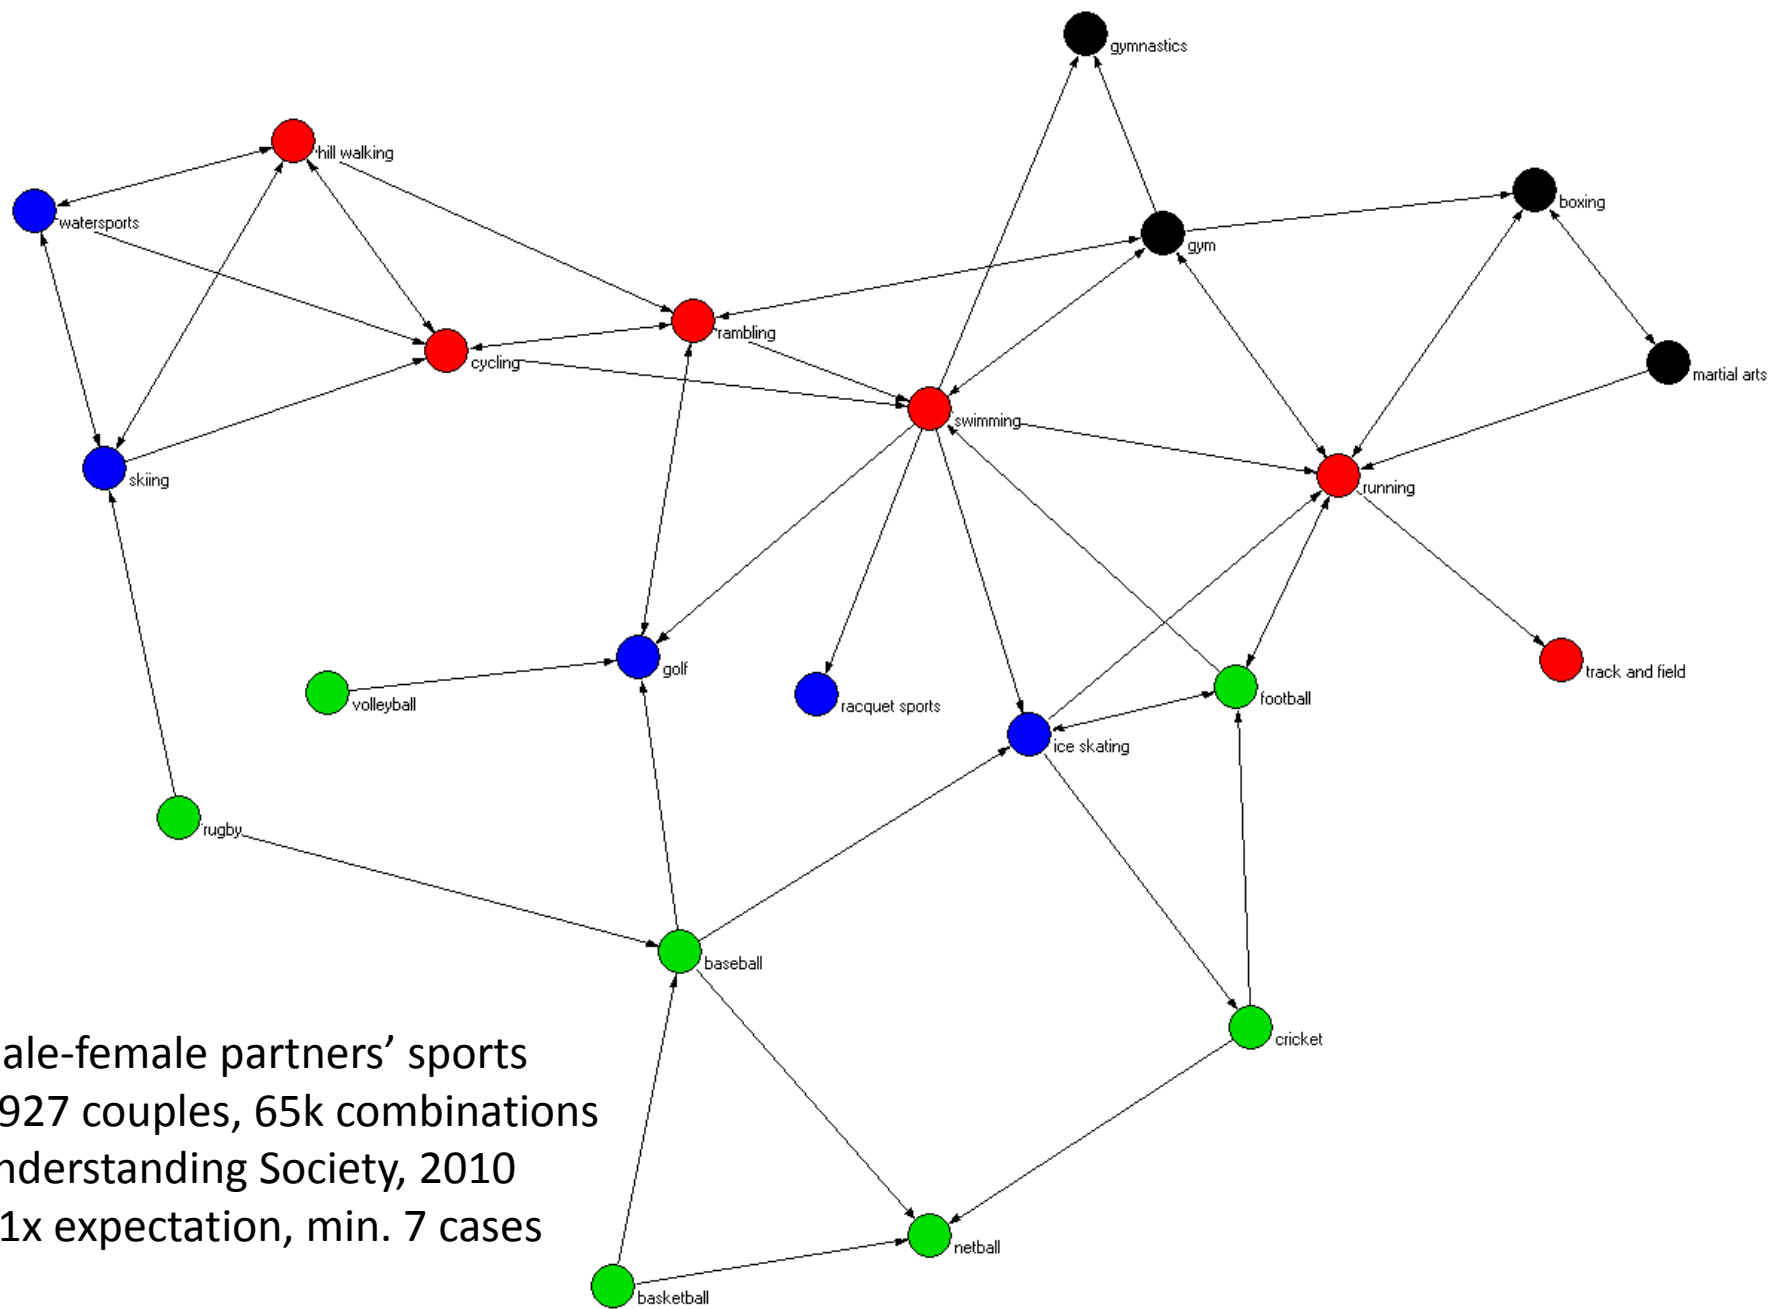 gymnastics
hill walking
boxing
watersports
gym
rambling
cycling
martial arts
swimming
skiing
running
golf
track and field
volleyball
racquet sports
football
ice skating
rugby
baseball
cricket
ale-female partners’ sports
927 couples, 65k combinations
nderstanding Society, 2010
1x expectation, min. 7 cases
netball
basketball